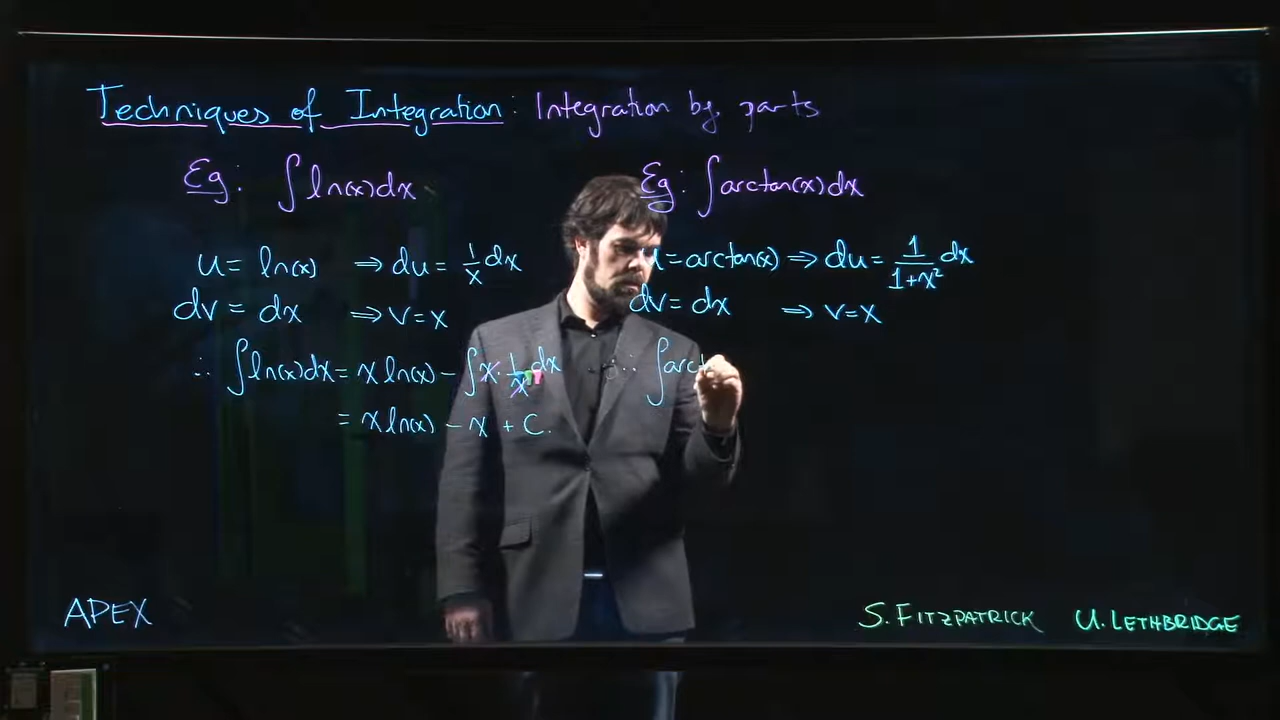 Techniques of Integration: Integration by parts
Eg: ∫ln(x)dx
u = ln(x) ⇒ du = 1/x dx
dv = dx ⇒ v = x
∴ ∫ln(x)dx = x ln(x) − ∫x · 1/x dx
= x ln(x) − x + C.
Eg: ∫arctan(x)dx
u = arctan(x) ⇒ du = 1/(1+x²) dx
dv = dx ⇒ v = x
∴ ∫arct
APEX
S. FITZPATRICK U. LETHBRIDGE